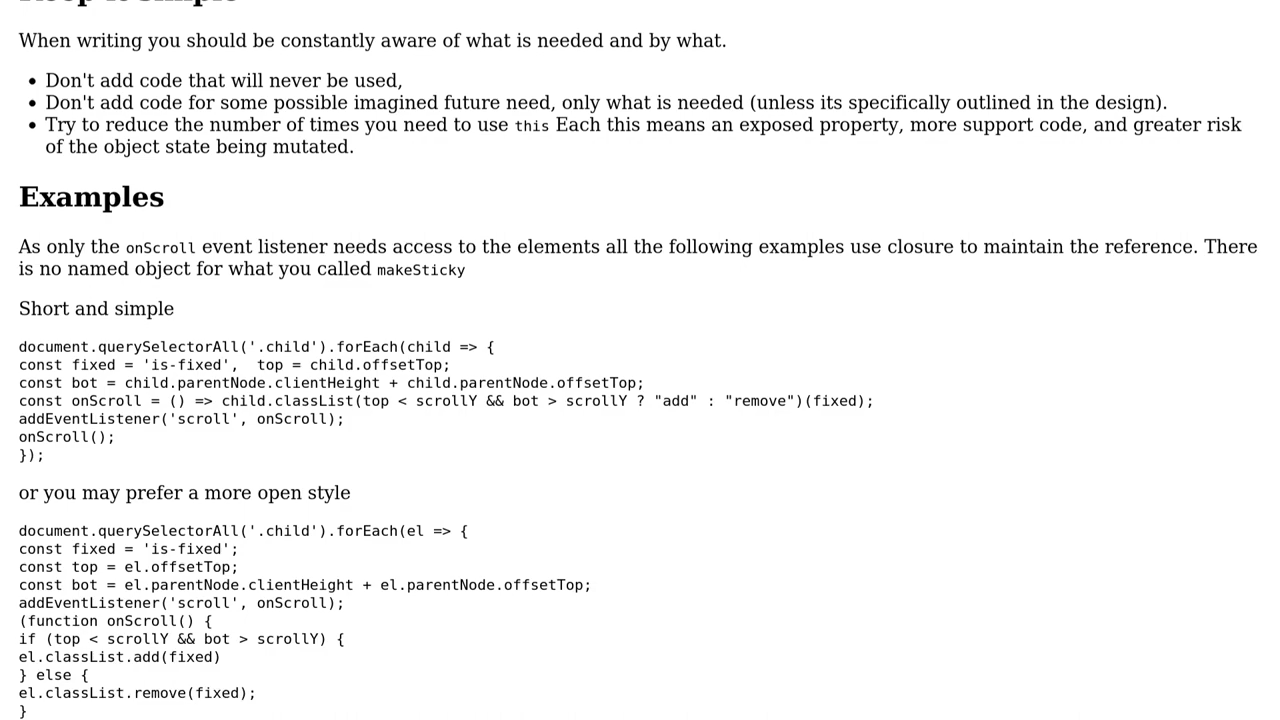 Keep it simple
When writing you should be constantly aware of what is needed and by what.
• Don't add code that will never be used,
• Don't add code for some possible imagined future need, only what is needed (unless its specifically outlined in the design).
• Try to reduce the number of times you need to use this Each this means an exposed property, more support code, and greater risk
of the object state being mutated.
Examples
As only the onScroll event listener needs access to the elements all the following examples use closure to maintain the reference. There
is no named object for what you called makeSticky
Short and simple
document.querySelectorAll('.child').forEach(child => {
const fixed = 'is-fixed',  top = child.offsetTop;
const bot = child.parentNode.clientHeight + child.parentNode.offsetTop;
const onScroll = () => child.classList(top < scrollY && bot > scrollY ? "add" : "remove")(fixed);
addEventListener('scroll', onScroll);
onScroll();
});
or you may prefer a more open style
document.querySelectorAll('.child').forEach(el => {
const fixed = 'is-fixed';
const top = el.offsetTop;
const bot = el.parentNode.clientHeight + el.parentNode.offsetTop;
addEventListener('scroll', onScroll);
(function onScroll() {
if (top < scrollY && bot > scrollY) {
el.classList.add(fixed)
} else {
el.classList.remove(fixed);
}